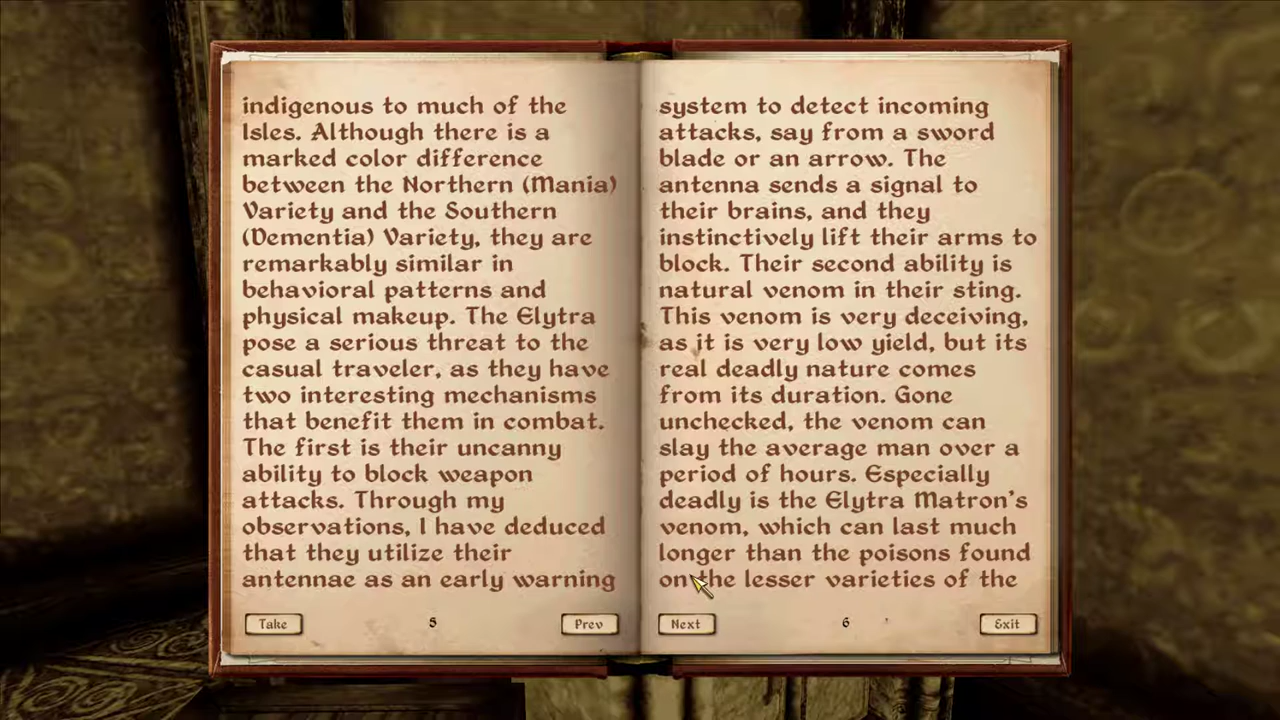 indigenous to much of the
Isles. Although there is a
marked color difference
between the Northern (Mania)
Variety and the Southern
(Dementia) Variety, they are
remarkably similar in
behavioral patterns and
physical makeup. The Elytra
pose a serious threat to the
casual traveler, as they have
two interesting mechanisms
that benefit them in combat.
The first is their uncanny
ability to block weapon
attacks. Through my
observations, I have deduced
that they utilize their
antennae as an early warning
Take
5
Prev
system to detect incoming
attacks, say from a sword
blade or an arrow. The
antenna sends a signal to
their brains, and they
instinctively lift their arms to
block. Their second ability is
natural venom in their sting.
This venom is very deceiving,
as it is very low yield, but its
real deadly nature comes
from its duration. Gone
unchecked, the venom can
slay the average man over a
period of hours. Especially
deadly is the Elytra Matron's
venom, which can last much
longer than the poisons found
on the lesser varieties of the
Next
6
Exit